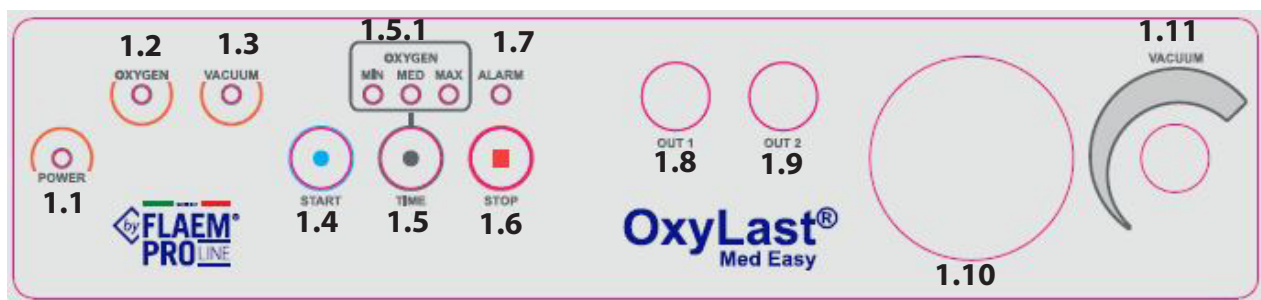 1.2
OXYGEN
1.3
VACUUM
1.5.1
OXYGEN
MIN MED MAX
1.7
ALARM
1.11
VACUUM
POWER
1.1
START
1.4
TIME
1.5
STOP
1.6
OUT 1
1.8
OUT 2
1.9
by FLAEM®
PROLINE
OxyLast®
Med Easy
1.10